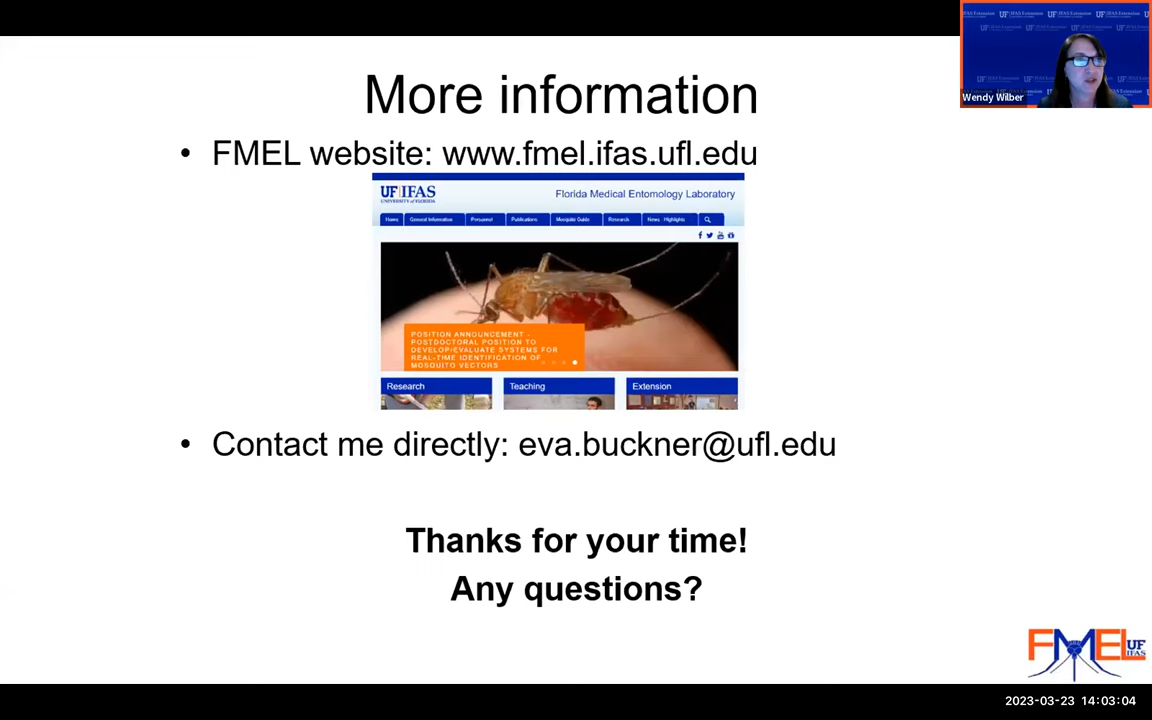 More information
• FMEL website: www.fmel.ifas.ufl.edu
UF IFAS
UNIVERSITY of FLORIDA
Florida Medical Entomology Laboratory
Home General Information Personnel Publications Mosquito Guide Research News Highlights
POSITION ANNOUNCEMENT -
POSTDOCTORAL POSITION TO
DEVELOP/EVALUATE SYSTEMS FOR
REAL-TIME IDENTIFICATION OF
MOSQUITO VECTORS
Research Teaching Extension
• Contact me directly: eva.buckner@ufl.edu
Thanks for your time!
Any questions?
Wendy Wilber
FMEL UF
IFAS
2023-03-23 14:03:04